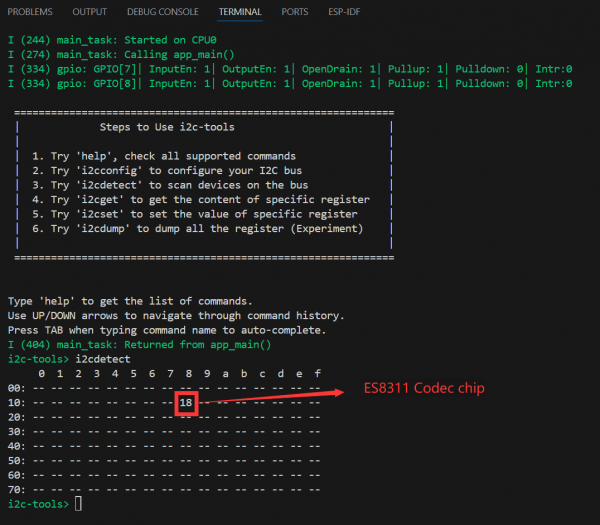 PROBLEMS OUTPUT DEBUG CONSOLE TERMINAL PORTS ESP-IDF
I (244) main_task: Started on CPU0
I (274) main_task: Calling app_main()
I (334) gpio: GPIO[7]| InputEn: 1| OutputEn: 1| OpenDrain: 1| Pullup: 1| Pulldown: 0| Intr:0
I (334) gpio: GPIO[8]| InputEn: 1| OutputEn: 1| OpenDrain: 1| Pullup: 1| Pulldown: 0| Intr:0
==============================================================
| Steps to Use i2c-tools |
| |
| 1. Try 'help', check all supported commands |
| 2. Try 'i2cconfig' to configure your I2C bus |
| 3. Try 'i2cdetect' to scan devices on the bus |
| 4. Try 'i2cget' to get the content of specific register |
| 5. Try 'i2cset' to set the value of specific register |
| 6. Try 'i2cdump' to dump all the register (Experiment) |
| |
==============================================================
Type 'help' to get the list of commands.
Use UP/DOWN arrows to navigate through command history.
Press TAB when typing command name to auto-complete.
I (404) main_task: Returned from app_main()
i2c-tools> i2cdetect
0 1 2 3 4 5 6 7 8 9 a b c d e f
00: -- -- -- -- -- -- -- -- -- -- -- -- -- -- -- --
10: -- -- -- -- -- -- -- -- 18 -- -- -- -- -- -- -- ES8311 Codec chip
20: -- -- -- -- -- -- -- -- -- -- -- -- -- -- -- --
30: -- -- -- -- -- -- -- -- -- -- -- -- -- -- -- --
40: -- -- -- -- -- -- -- -- -- -- -- -- -- -- -- --
50: -- -- -- -- -- -- -- -- -- -- -- -- -- -- -- --
60: -- -- -- -- -- -- -- -- -- -- -- -- -- -- -- --
70: -- -- -- -- -- -- -- -- -- -- -- -- -- -- -- --
i2c-tools>